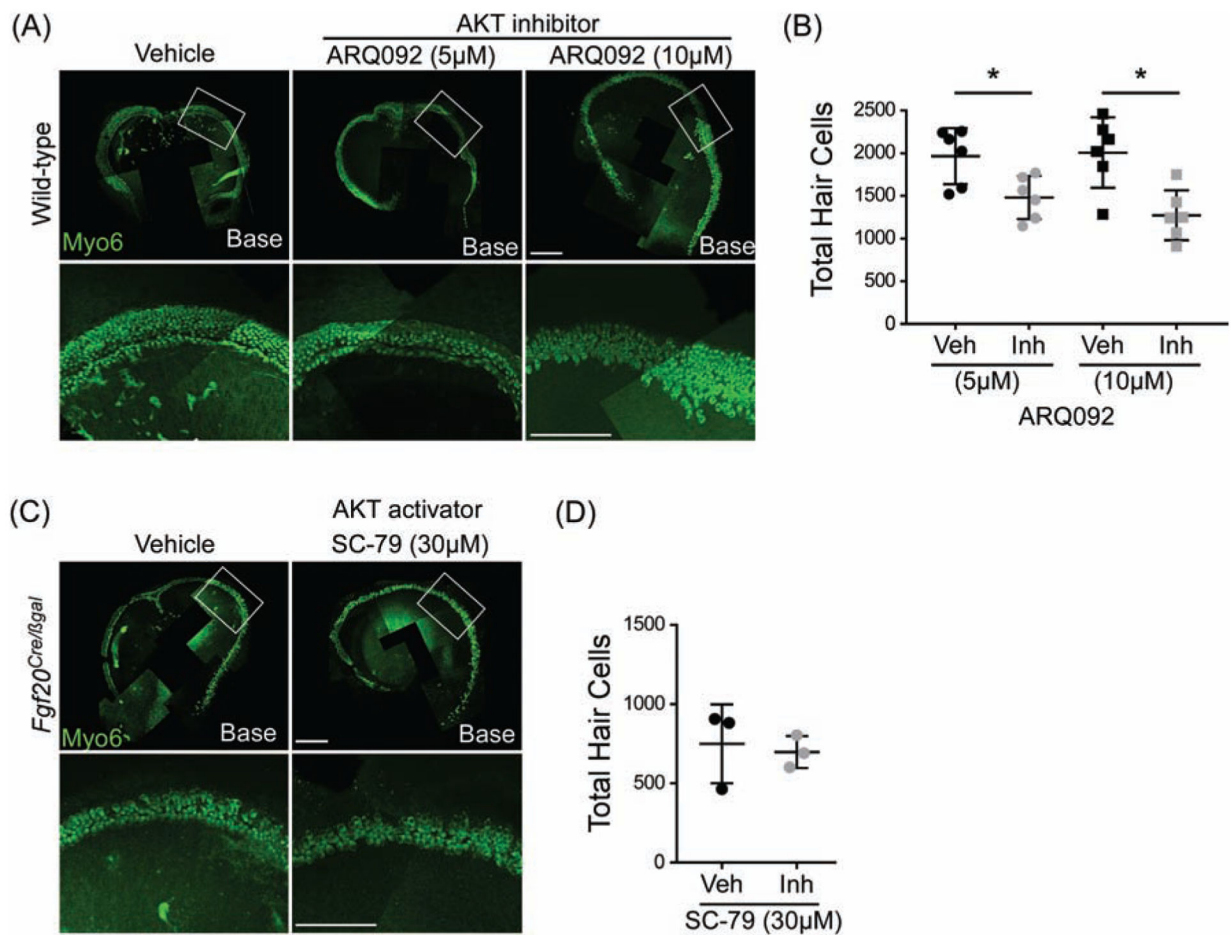 (A)
AKT inhibitor
Vehicle
ARQ092 (5µM)
ARQ092 (10µM)
Wild-type
Myo6
Base
Base
Base
(B)
*
*
Total Hair Cells
2500
2000
1500
1000
500
0
Veh
Inh
Veh
Inh
(5µM)
(10µM)
ARQ092
(C)
AKT activator
Vehicle
SC-79 (30µM)
Fgf20Cre/ßgal
Myo6
Base
Base
(D)
Total Hair Cells
1500
1000
500
0
Veh
Inh
SC-79 (30µM)